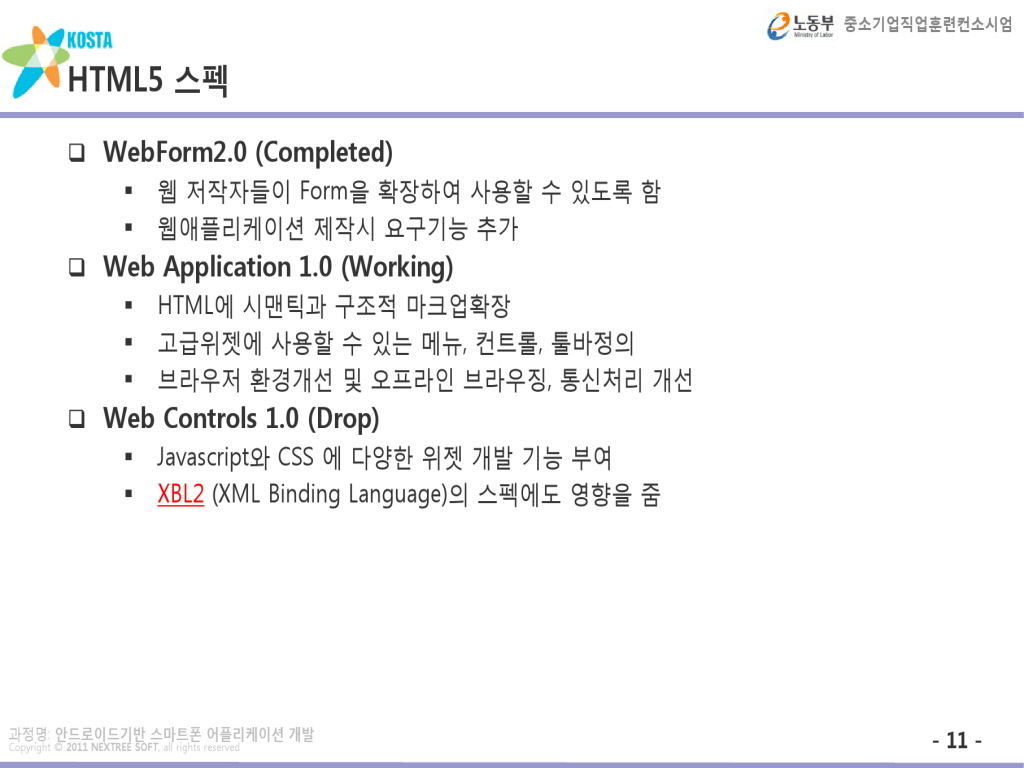 노동부 중소기업직업훈련컨소시엄
Ministry of Labor
KOSTA
HTML5 스펙
❑ WebForm2.0 (Completed)
▪ 웹 저작자들이 Form을 확장하여 사용할 수 있도록 함
▪ 웹애플리케이션 제작시 요구기능 추가
❑ Web Application 1.0 (Working)
▪ HTML에 시맨틱과 구조적 마크업확장
▪ 고급위젯에 사용할 수 있는 메뉴, 컨트롤, 툴바정의
▪ 브라우저 환경개선 및 오프라인 브라우징, 통신처리 개선
❑ Web Controls 1.0 (Drop)
▪ Javascript와 CSS 에 다양한 위젯 개발 기능 부여
▪ XBL2 (XML Binding Language)의 스펙에도 영향을 줌
과정명: 안드로이드기반 스마트폰 어플리케이션 개발
Copyright © 2011 NEXTREE SOFT, all rights reserved
- 11 -